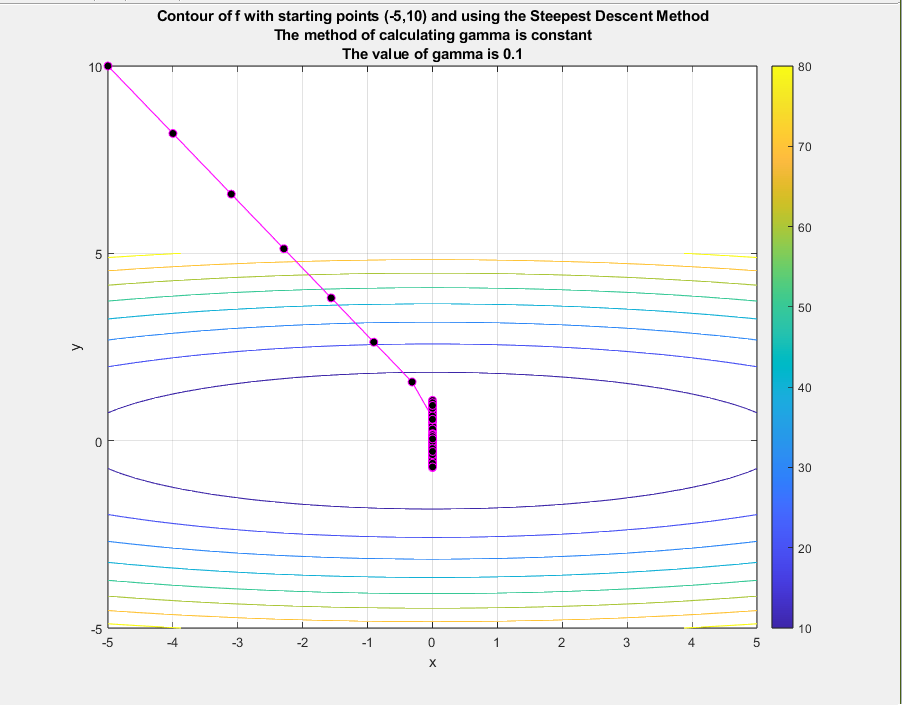 Contour of f with starting points (-5,10) and using the Steepest Descent Method
The method of calculating gamma is constant
The value of gamma is 0.1
10
5
0
-5
y
-5 -4 -3 -2 -1 0 1 2 3 4 5
x
80
70
60
50
40
30
20
10